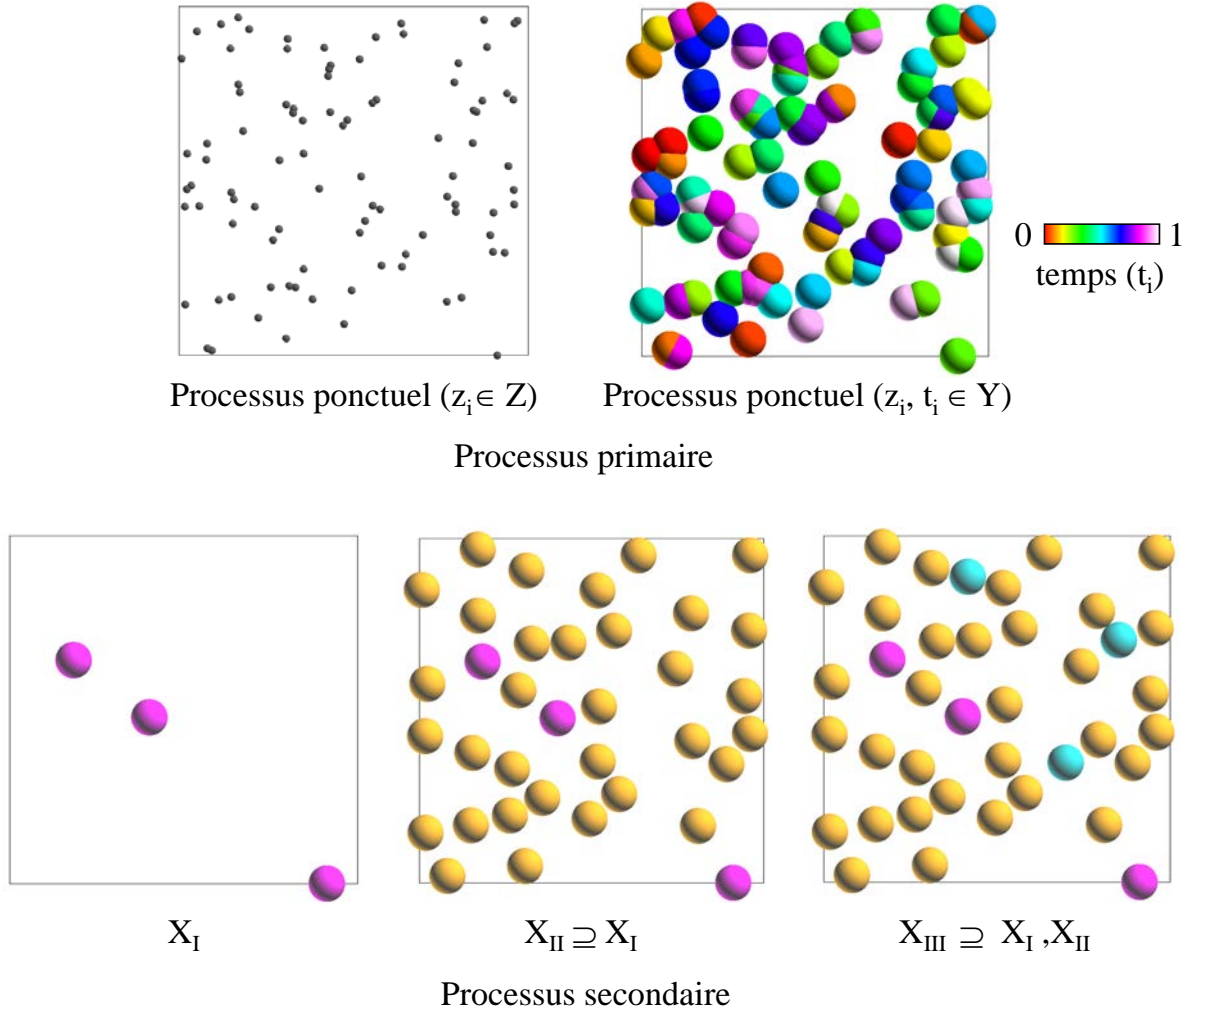 0 1
temps (tᵢ)
Processus ponctuel (zᵢ ∈ Z) Processus ponctuel (zᵢ, tᵢ ∈ Y)
Processus primaire
X_I X_II ⊇ X_I X_III ⊇ X_I ,X_II
Processus secondaire